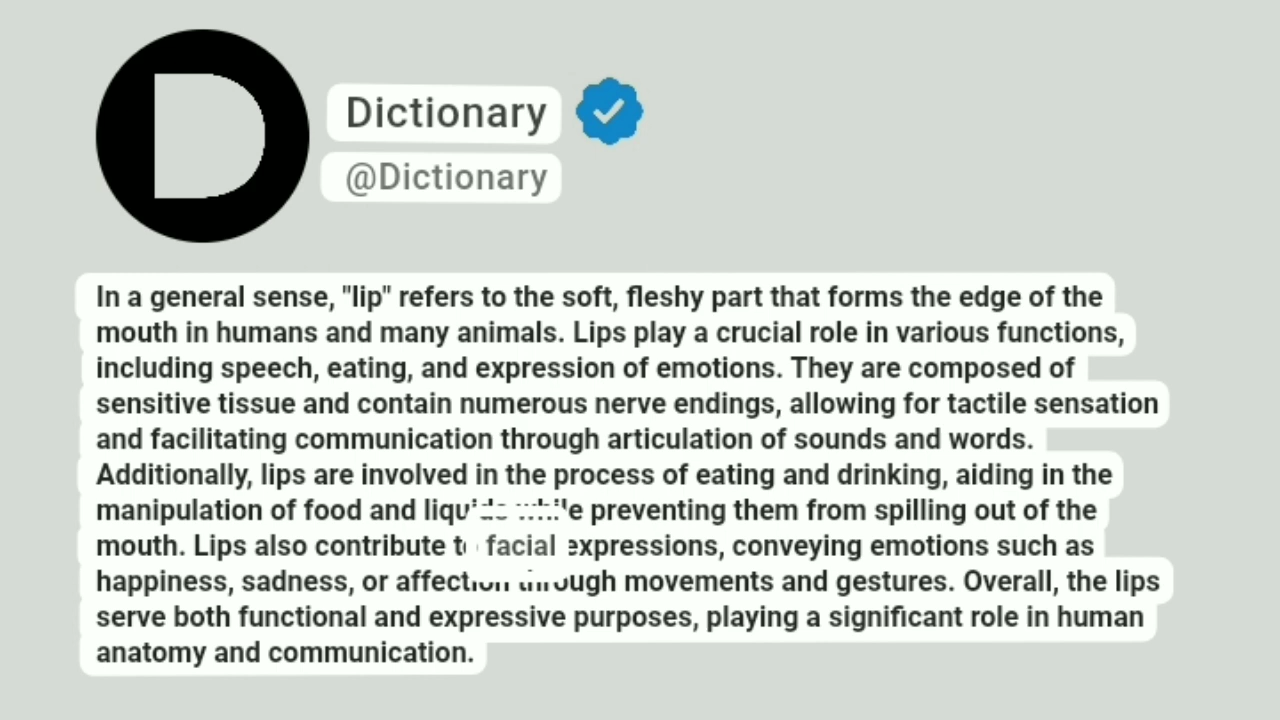 D
Dictionary
@Dictionary
In a general sense, "lip" refers to the soft, fleshy part that forms the edge of the
mouth in humans and many animals. Lips play a crucial role in various functions,
including speech, eating, and expression of emotions. They are composed of
sensitive tissue and contain numerous nerve endings, allowing for tactile sensation
and facilitating communication through articulation of sounds and words.
Additionally, lips are involved in the process of eating and drinking, aiding in the
manipulation of food and liquids while preventing them from spilling out of the
mouth. Lips also contribute to facial expressions, conveying emotions such as
happiness, sadness, or affection through movements and gestures. Overall, the lips
serve both functional and expressive purposes, playing a significant role in human
anatomy and communication.